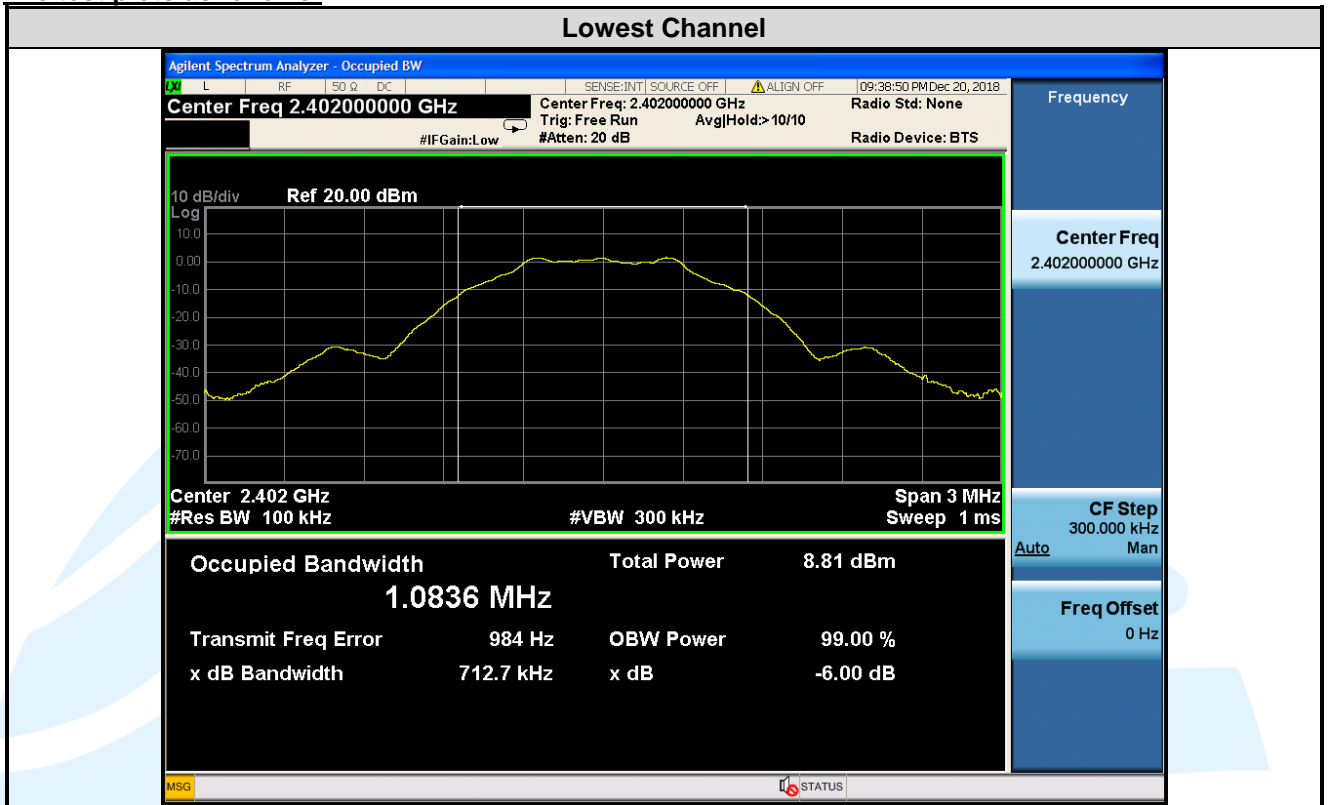 Lowest Channel
Agilent Spectrum Analyzer - Occupied BW
LXI L RF 50 Ω DC SENSE:INT SOURCE OFF ALIGN OFF 09:38:50 PM Dec 20, 2018
Center Freq 2.402000000 GHz
Center Freq: 2.402000000 GHz
Radio Std: None
Trig: Free Run Avg|Hold:> 10/10
#IFGain:Low
#Atten: 20 dB
Radio Device: BTS
10 dB/div Ref 20.00 dBm
Log
10.0
0.00
-10.0
-20.0
-30.0
-40.0
-50.0
-60.0
-70.0
Center 2.402 GHz Span 3 MHz
#Res BW 100 kHz #VBW 300 kHz Sweep 1 ms
Occupied Bandwidth Total Power 8.81 dBm
1.0836 MHz
Transmit Freq Error 984 Hz OBW Power 99.00 %
x dB Bandwidth 712.7 kHz x dB -6.00 dB
MSG STATUS
Frequency
Center Freq
2.402000000 GHz
CF Step
300.000 kHz
Auto Man
Freq Offset
0 Hz